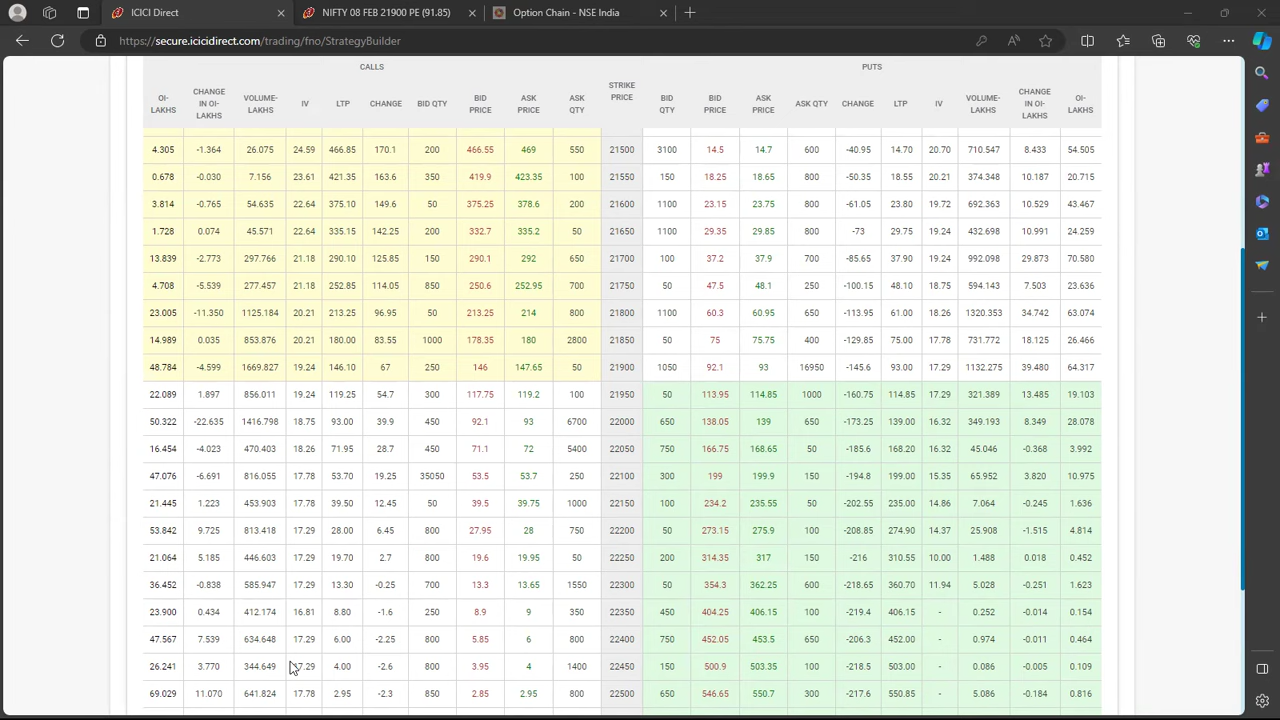 ICICI Direct
NIFTY 08 FEB 21900 PE (91.85)
Option Chain - NSE India
https://secure.icicidirect.com/trading/fno/StrategyBuilder
CALLS PUTS
OI-LAKHS CHANGE IN OI-LAKHS VOLUME-LAKHS IV LTP CHANGE BID QTY BID PRICE ASK PRICE ASK QTY STRIKE PRICE BID QTY BID PRICE ASK PRICE ASK QTY CHANGE LTP IV VOLUME-LAKHS CHANGE IN OI-LAKHS OI-LAKHS
4.305 -1.364 26.075 24.59 466.85 170.1 200 466.55 469 550 21500 3100 14.5 14.7 600 -40.95 14.70 20.70 710.547 8.433 54.505
0.678 -0.030 7.156 23.61 421.35 163.6 350 419.9 423.35 100 21550 150 18.25 18.65 800 -50.35 18.55 20.21 374.348 10.187 20.715
3.814 -0.765 54.635 22.64 375.10 149.6 50 375.25 378.6 200 21600 1100 23.15 23.75 800 -61.05 23.80 19.72 692.363 10.529 43.467
1.728 0.074 45.571 22.64 335.15 142.25 200 332.7 335.2 50 21650 1100 29.35 29.85 800 -73 29.75 19.24 432.698 10.991 24.259
13.839 -2.773 297.766 21.18 290.10 125.85 150 290.1 292 650 21700 100 37.2 37.9 700 -85.65 37.90 19.24 992.098 29.873 70.580
4.708 -5.539 277.457 21.18 252.85 114.05 850 250.6 252.95 700 21750 50 47.5 48.1 250 -100.15 48.10 18.75 594.143 7.503 23.636
23.005 -11.350 1125.184 20.21 213.25 96.95 50 213.25 214 800 21800 1100 60.3 60.95 650 -113.95 61.00 18.26 1320.353 34.742 63.074
14.989 0.035 853.876 20.21 180.00 83.55 1000 178.35 180 2800 21850 50 75 75.75 400 -129.85 75.00 17.78 731.772 18.125 26.466
48.784 -4.599 1669.827 19.24 146.10 67 250 146 147.65 50 21900 1050 92.1 93 16950 -145.6 93.00 17.29 1132.275 39.480 64.317
22.089 1.897 856.011 19.24 119.25 54.7 300 117.75 119.2 100 21950 50 113.95 114.85 1000 -160.75 114.85 17.29 321.389 13.485 19.103
50.322 -22.635 1416.798 18.75 93.00 39.9 450 92.1 93 6700 22000 650 138.05 139 650 -173.25 139.00 16.32 349.193 8.349 28.078
16.454 -4.023 470.403 18.26 71.95 28.7 450 71.1 72 5400 22050 750 166.75 168.65 50 -185.6 168.20 16.32 45.046 -0.368 3.992
47.076 -6.691 816.055 17.78 53.70 19.25 35050 53.5 53.7 250 22100 300 199 199.9 150 -194.8 199.00 15.35 65.952 3.820 10.975
21.445 1.223 453.903 17.78 39.50 12.45 50 39.5 39.75 1000 22150 100 234.2 235.55 50 -202.55 235.00 14.86 7.064 -0.245 1.636
53.842 9.725 813.418 17.29 28.00 6.45 800 27.95 28 750 22200 50 273.15 275.9 100 -208.85 274.90 14.37 25.908 -1.515 4.814
21.064 5.185 446.603 17.29 19.70 2.7 800 19.6 19.95 50 22250 200 314.35 317 150 -216 310.55 10.00 1.488 0.018 0.452
36.452 -0.838 585.947 17.29 13.30 -0.25 700 13.3 13.65 1550 22300 50 354.3 362.25 600 -218.65 360.70 11.94 5.028 -0.251 1.623
23.900 0.434 412.174 16.81 8.80 -1.6 250 8.9 9 350 22350 450 404.25 406.15 100 -219.4 406.15 - 0.252 -0.014 0.154
47.567 7.539 634.648 17.29 6.00 -2.25 800 5.85 6 800 22400 750 452.05 453.5 650 -206.3 452.00 - 0.974 -0.011 0.464
26.241 3.770 344.649 17.29 4.00 -2.6 800 3.95 4 1400 22450 150 500.9 503.35 100 -218.5 503.00 - 0.086 -0.005 0.109
69.029 11.070 641.824 17.78 2.95 -2.3 850 2.85 2.95 800 22500 650 546.65 550.7 300 -217.6 550.85 - 5.086 -0.184 0.816